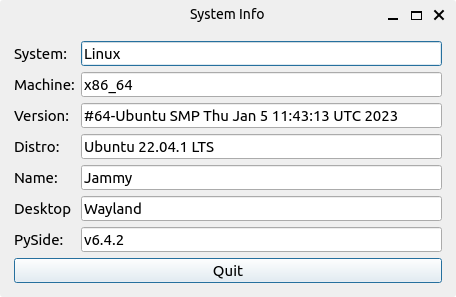 System Info
System: Linux
Machine: x86_64
Version: #64-Ubuntu SMP Thu Jan 5 11:43:13 UTC 2023
Distro: Ubuntu 22.04.1 LTS
Name: Jammy
Desktop Wayland
PySide: v6.4.2
Quit